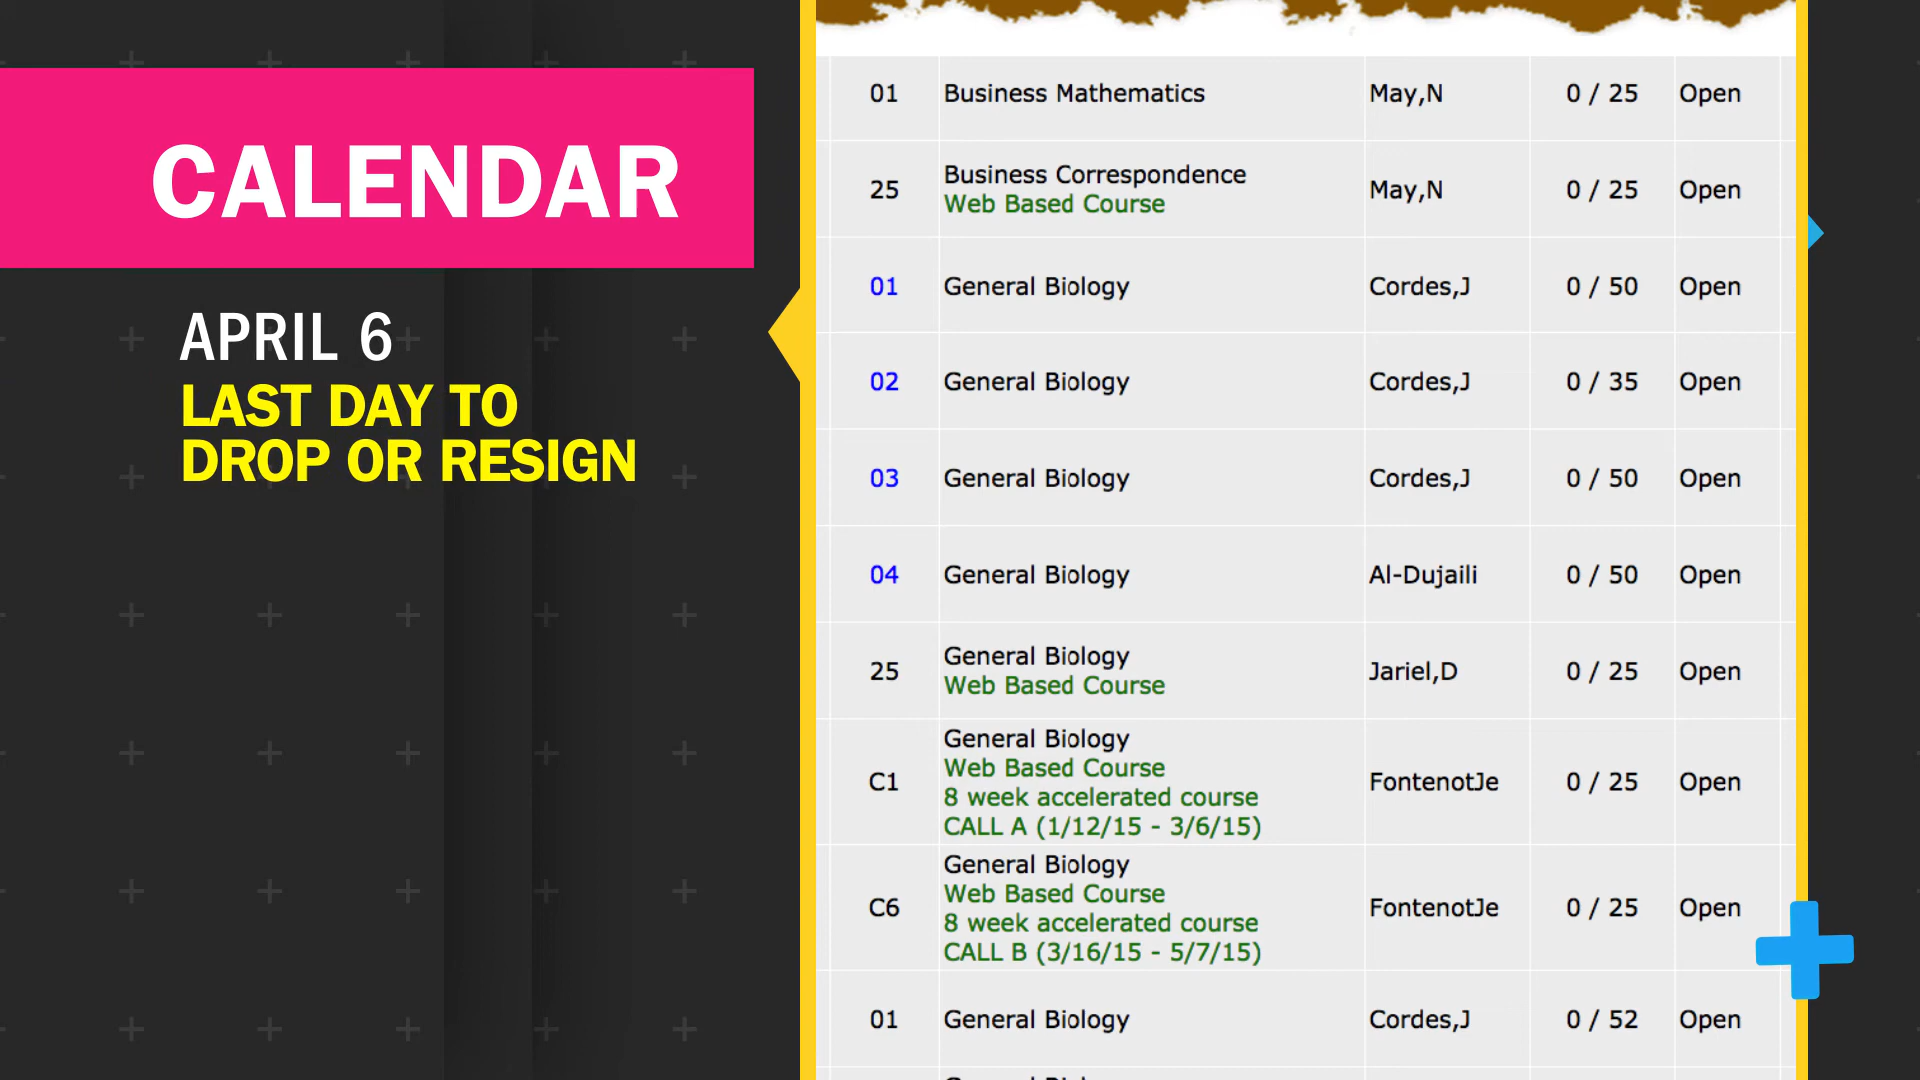 CALENDAR
APRIL 6
LAST DAY TO
DROP OR RESIGN
01 Business Mathematics May,N 0 / 25 Open
25 Business Correspondence May,N 0 / 25 Open
Web Based Course
01 General Biology Cordes,J 0 / 50 Open
02 General Biology Cordes,J 0 / 35 Open
03 General Biology Cordes,J 0 / 50 Open
04 General Biology Al-Dujaili 0 / 50 Open
25 General Biology Jariel,D 0 / 25 Open
Web Based Course
C1 General Biology FontenotJe 0 / 25 Open
Web Based Course
8 week accelerated course
CALL A (1/12/15 - 3/6/15)
C6 General Biology FontenotJe 0 / 25 Open
Web Based Course
8 week accelerated course
CALL B (3/16/15 - 5/7/15)
01 General Biology Cordes,J 0 / 52 Open